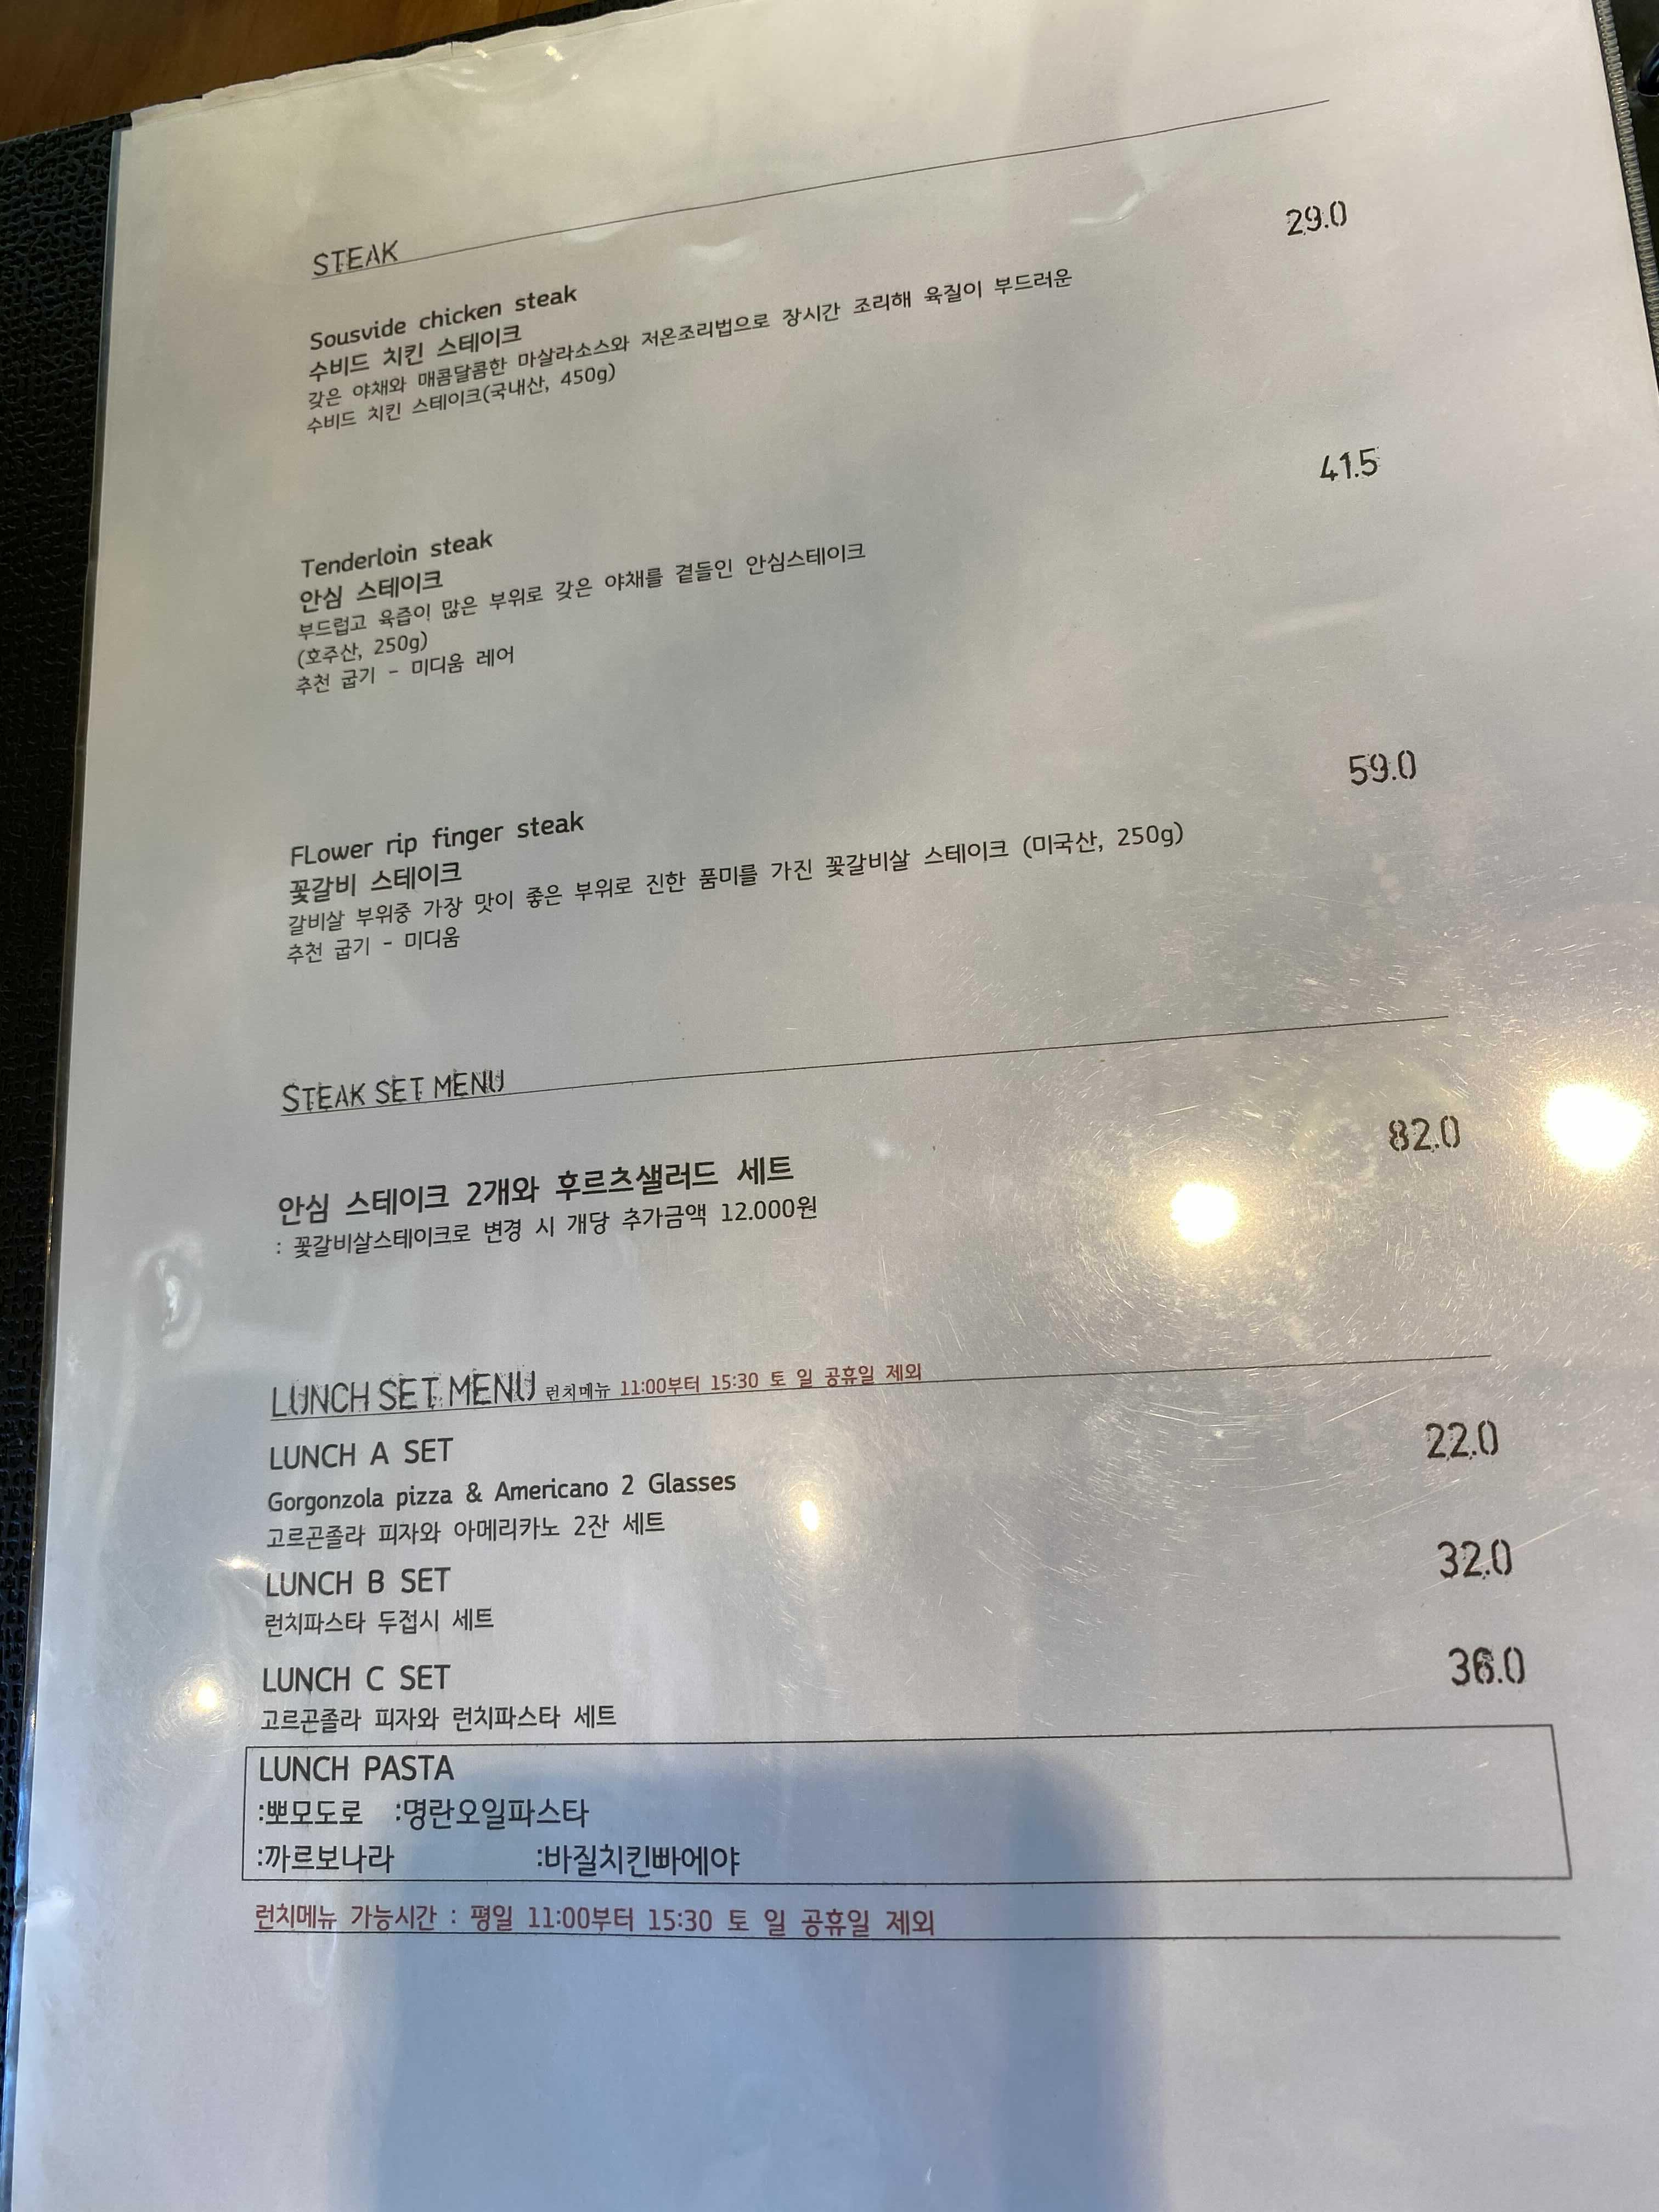 STEAK
29.0
Sousvide chicken steak
수비드 치킨 스테이크
갖은 야채와 매콤달콤한 마살라소스와 저온조리법으로 장시간 조리해 육질이 부드러운
수비드 치킨 스테이크(국내산, 450g)
41.5
Tenderloin steak
안심 스테이크
부드럽고 육즙이 많은 부위로 갖은 야채를 곁들인 안심스테이크
(호주산, 250g)
추천 굽기 - 미디움 레어
59.0
FLower rip finger steak
꽃갈비 스테이크
갈비살 부위중 가장 맛이 좋은 부위로 진한 품미를 가진 꽃갈비살 스테이크 (미국산, 250g)
추천 굽기 - 미디움
STEAK SET MENU
82.0
안심 스테이크 2개와 후르츠샐러드 세트
: 꽃갈비살스테이크로 변경 시 개당 추가금액 12.000원
LUNCH SET MENU 런치메뉴 11:00부터 15:30 토 일 공휴일 제외
LUNCH A SET 22.0
Gorgonzola pizza & Americano 2 Glasses
고르곤졸라 피자와 아메리카노 2잔 세트
LUNCH B SET 32.0
런치파스타 두접시 세트
LUNCH C SET 36.0
고르곤졸라 피자와 런치파스타 세트
LUNCH PASTA
:뽀모도로 :명란오일파스타
:까르보나라 :바질치킨빠에야
런치메뉴 가능시간 : 평일 11:00부터 15:30 토 일 공휴일 제외